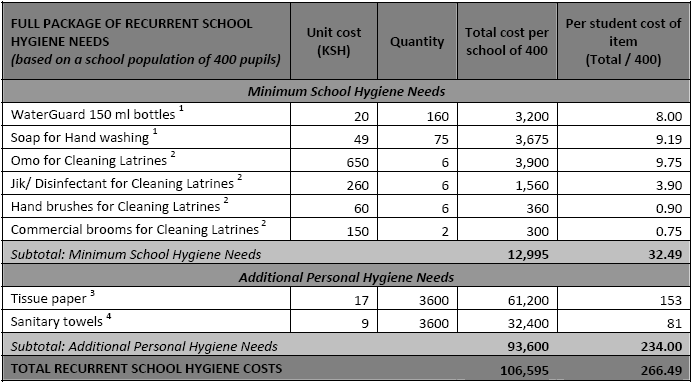 FULL PACKAGE OF RECURRENT SCHOOL HYGIENE NEEDS (based on a school population of 400 pupils) Unit cost (KSH) Quantity Total cost per school of 400 Per student cost of item (Total / 400)
Minimum School Hygiene Needs
WaterGuard 150 ml bottles 1 20 160 3,200 8.00
Soap for Hand washing 1 49 75 3,675 9.19
Omo for Cleaning Latrines 2 650 6 3,900 9.75
Jik/ Disinfectant for Cleaning Latrines 2 260 6 1,560 3.90
Hand brushes for Cleaning Latrines 2 60 6 360 0.90
Commercial brooms for Cleaning Latrines 2 150 2 300 0.75
Subtotal: Minimum School Hygiene Needs 12,995 32.49
Additional Personal Hygiene Needs
Tissue paper 3 17 3600 61,200 153
Sanitary towels 4 9 3600 32,400 81
Subtotal: Additional Personal Hygiene Needs 93,600 234.00
TOTAL RECURRENT SCHOOL HYGIENE COSTS 106,595 266.49